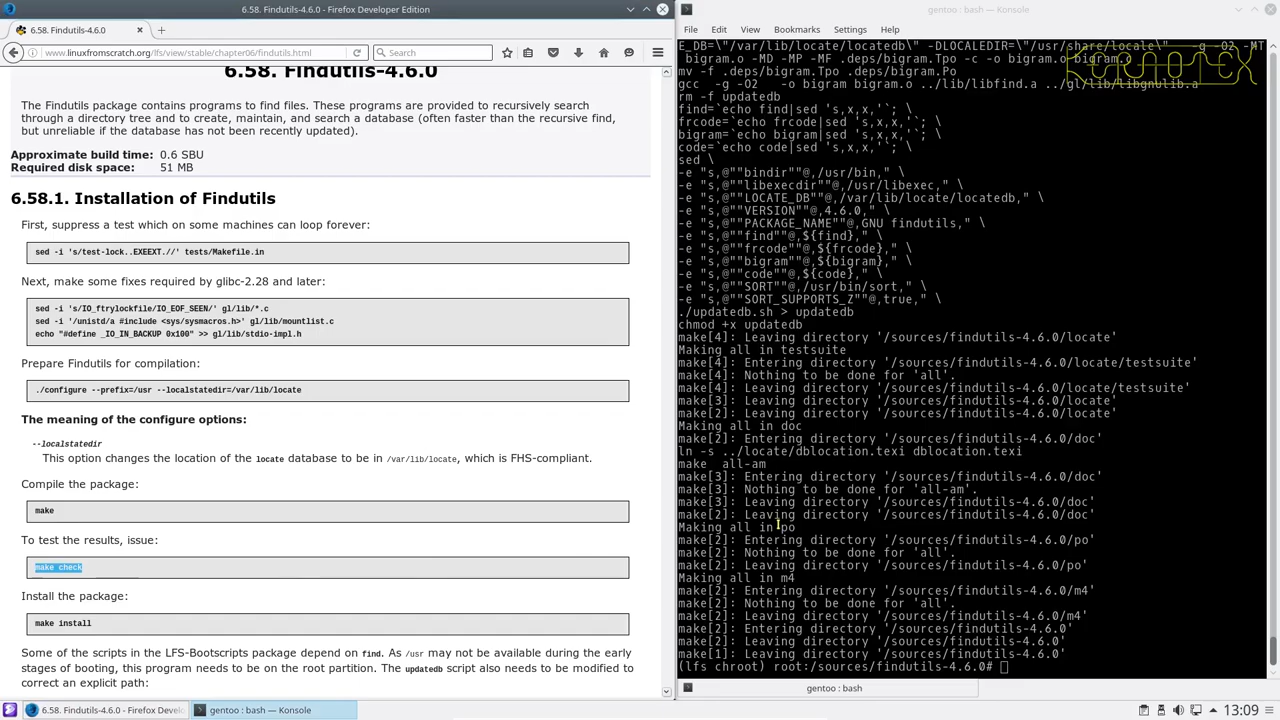 6.58. Findutils-4.6.0 - Firefox Developer Edition
6.58. Findutils-4.6.0
www.linuxfromscratch.org/lfs/view/stable/chapter06/findutils.html
Search
6.58. Findutils-4.6.0
The Findutils package contains programs to find files. These programs are provided to recursively search
through a directory tree and to create, maintain, and search a database (often faster than the recursive find,
but unreliable if the database has not been recently updated).
Approximate build time: 0.6 SBU
Required disk space: 51 MB
6.58.1. Installation of Findutils
First, suppress a test which on some machines can loop forever:
sed -i 's/test-lock..EXEEXT.//' tests/Makefile.in
Next, make some fixes required by glibc-2.28 and later:
sed -i 's/IO_ftrylockfile/IO_EOF_SEEN/' gl/lib/*.c
sed -i '/unistd/a #include <sys/sysmacros.h>' gl/lib/mountlist.c
echo "#define _IO_IN_BACKUP 0x100" >> gl/lib/stdio-impl.h
Prepare Findutils for compilation:
./configure --prefix=/usr --localstatedir=/var/lib/locate
The meaning of the configure options:
--localstatedir
This option changes the location of the locate database to be in /var/lib/locate, which is FHS-compliant.
Compile the package:
make
To test the results, issue:
make check
Install the package:
make install
Some of the scripts in the LFS-Bootscripts package depend on find. As /usr may not be available during the early
stages of booting, this program needs to be on the root partition. The updatedb script also needs to be modified to
correct an explicit path:
gentoo : bash — Konsole
File Edit View Bookmarks Settings Help
E_DB=\"/var/lib/locate/locatedb\" -DLOCALEDIR=\"/usr/share/locale\" -g -O2 -MT
bigram.o -MD -MP -MF .deps/bigram.Tpo -c -o bigram.o bigram.c
mv -f .deps/bigram.Tpo .deps/bigram.Po
gcc -g -O2 -o bigram bigram.o ../lib/libfind.a ../gl/lib/libgnulib.a
rm -f updatedb
find=`echo find|sed 's,x,x,'`; \
frcode=`echo frcode|sed 's,x,x,'`; \
bigram=`echo bigram|sed 's,x,x,'`; \
code=`echo code|sed 's,x,x,'`; \
sed \
-e "s,@""bindir""@,/usr/bin," \
-e "s,@""libexecdir""@,/usr/libexec," \
-e "s,@""LOCATE_DB""@,/var/lib/locate/locatedb," \
-e "s,@""VERSION""@,4.6.0," \
-e "s,@""PACKAGE_NAME""@,GNU findutils," \
-e "s,@""find""@,${find}," \
-e "s,@""frcode""@,${frcode}," \
-e "s,@""bigram""@,${bigram}," \
-e "s,@""code""@,${code}," \
-e "s,@""SORT""@,/usr/bin/sort," \
-e "s,@""SORT_SUPPORTS_Z""@,true," \
./updatedb.sh > updatedb
chmod +x updatedb
make[4]: Leaving directory '/sources/findutils-4.6.0/locate'
Making all in testsuite
make[4]: Entering directory '/sources/findutils-4.6.0/locate/testsuite'
make[4]: Nothing to be done for 'all'.
make[4]: Leaving directory '/sources/findutils-4.6.0/locate/testsuite'
make[3]: Leaving directory '/sources/findutils-4.6.0/locate'
make[2]: Leaving directory '/sources/findutils-4.6.0/locate'
Making all in doc
make[2]: Entering directory '/sources/findutils-4.6.0/doc'
ln -s ../locate/dblocation.texi dblocation.texi
make all-am
make[3]: Entering directory '/sources/findutils-4.6.0/doc'
make[3]: Nothing to be done for 'all-am'.
make[3]: Leaving directory '/sources/findutils-4.6.0/doc'
make[2]: Leaving directory '/sources/findutils-4.6.0/doc'
Making all in po
make[2]: Entering directory '/sources/findutils-4.6.0/po'
make[2]: Nothing to be done for 'all'.
make[2]: Leaving directory '/sources/findutils-4.6.0/po'
Making all in m4
make[2]: Entering directory '/sources/findutils-4.6.0/m4'
make[2]: Nothing to be done for 'all'.
make[2]: Leaving directory '/sources/findutils-4.6.0/m4'
make[2]: Entering directory '/sources/findutils-4.6.0'
make[2]: Leaving directory '/sources/findutils-4.6.0'
make[1]: Leaving directory '/sources/findutils-4.6.0'
(lfs chroot) root:/sources/findutils-4.6.0#
gentoo : bash
6.58. Findutils-4.6.0 - Firefox Devel
gentoo : bash — Konsole
13:09